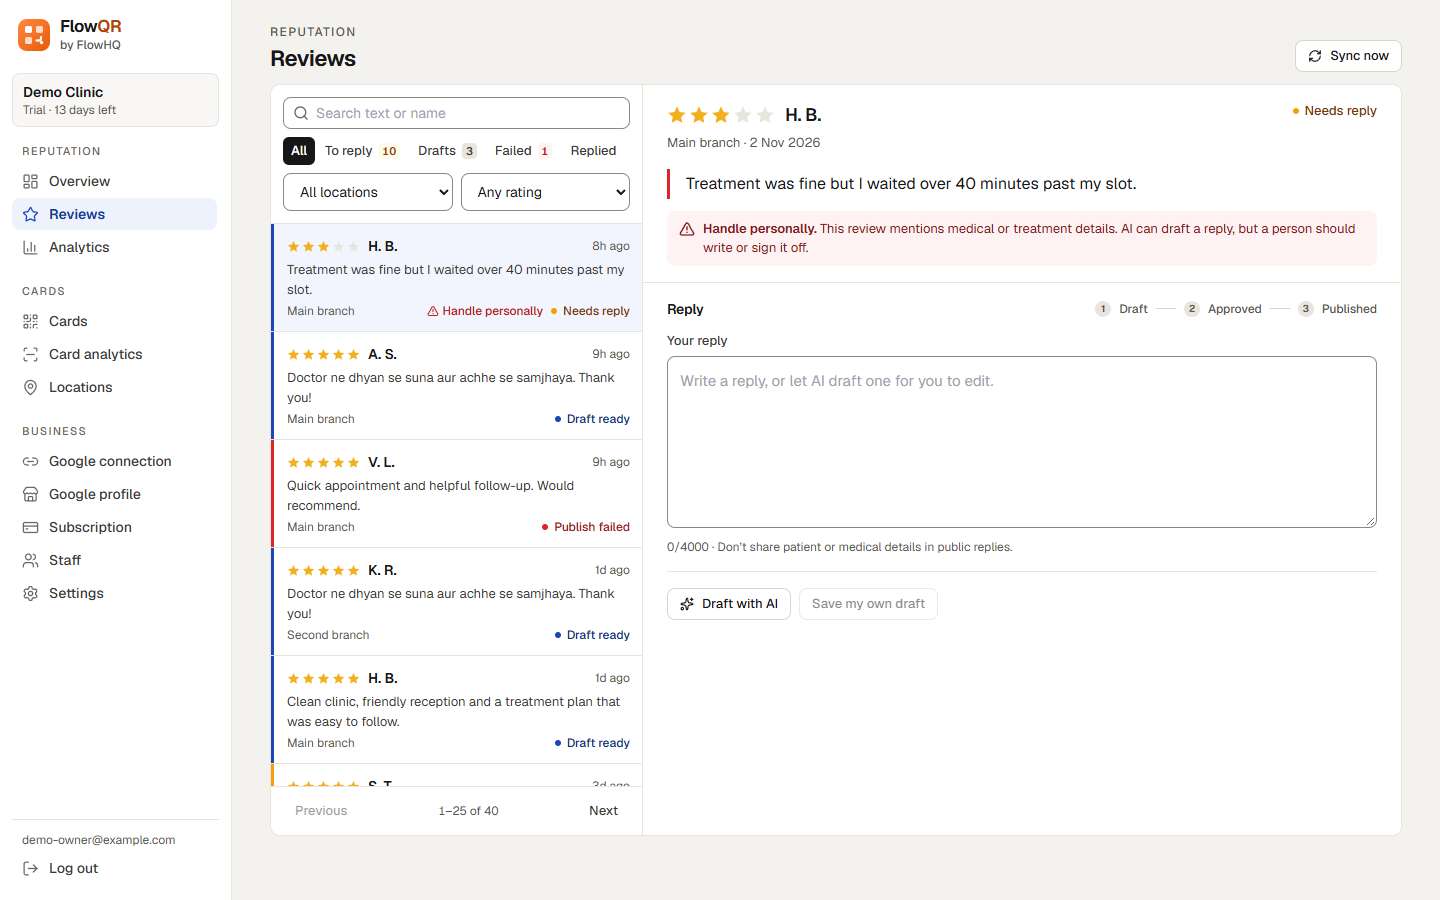 FlowQR
by FlowHQ
Demo Clinic
Trial · 13 days left
REPUTATION
Overview
Reviews
Analytics
CARDS
Cards
Card analytics
Locations
BUSINESS
Google connection
Google profile
Subscription
Staff
Settings
demo-owner@example.com
Log out
REPUTATION
Reviews
Sync now
Search text or name
All To reply 10 Drafts 3 Failed 1 Replied
All locations Any rating
H. B. 8h ago
Treatment was fine but I waited over 40 minutes past my
slot.
Main branch Handle personally Needs reply
A. S. 9h ago
Doctor ne dhyan se suna aur achhe se samjhaya. Thank
you!
Main branch Draft ready
V. L. 9h ago
Quick appointment and helpful follow-up. Would
recommend.
Main branch Publish failed
K. R. 1d ago
Doctor ne dhyan se suna aur achhe se samjhaya. Thank
you!
Second branch Draft ready
H. B. 1d ago
Clean clinic, friendly reception and a treatment plan that
was easy to follow.
Main branch Draft ready
S. T. 3d ago
Previous 1–25 of 40 Next
H. B. Needs reply
Main branch · 2 Nov 2026
Treatment was fine but I waited over 40 minutes past my slot.
Handle personally. This review mentions medical or treatment details. AI can draft a reply, but a person should
write or sign it off.
Reply 1 Draft 2 Approved 3 Published
Your reply
Write a reply, or let AI draft one for you to edit.
0/4000 · Don't share patient or medical details in public replies.
Draft with AI Save my own draft